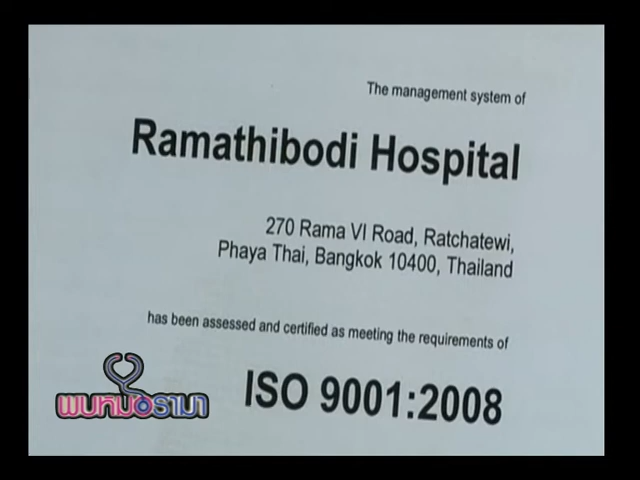 The management system of
Ramathibodi Hospital
270 Rama VI Road, Ratchatewi,
Phaya Thai, Bangkok 10400, Thailand
has been assessed and certified as meeting the requirements of
ISO 9001:2008
พบหมอรามา